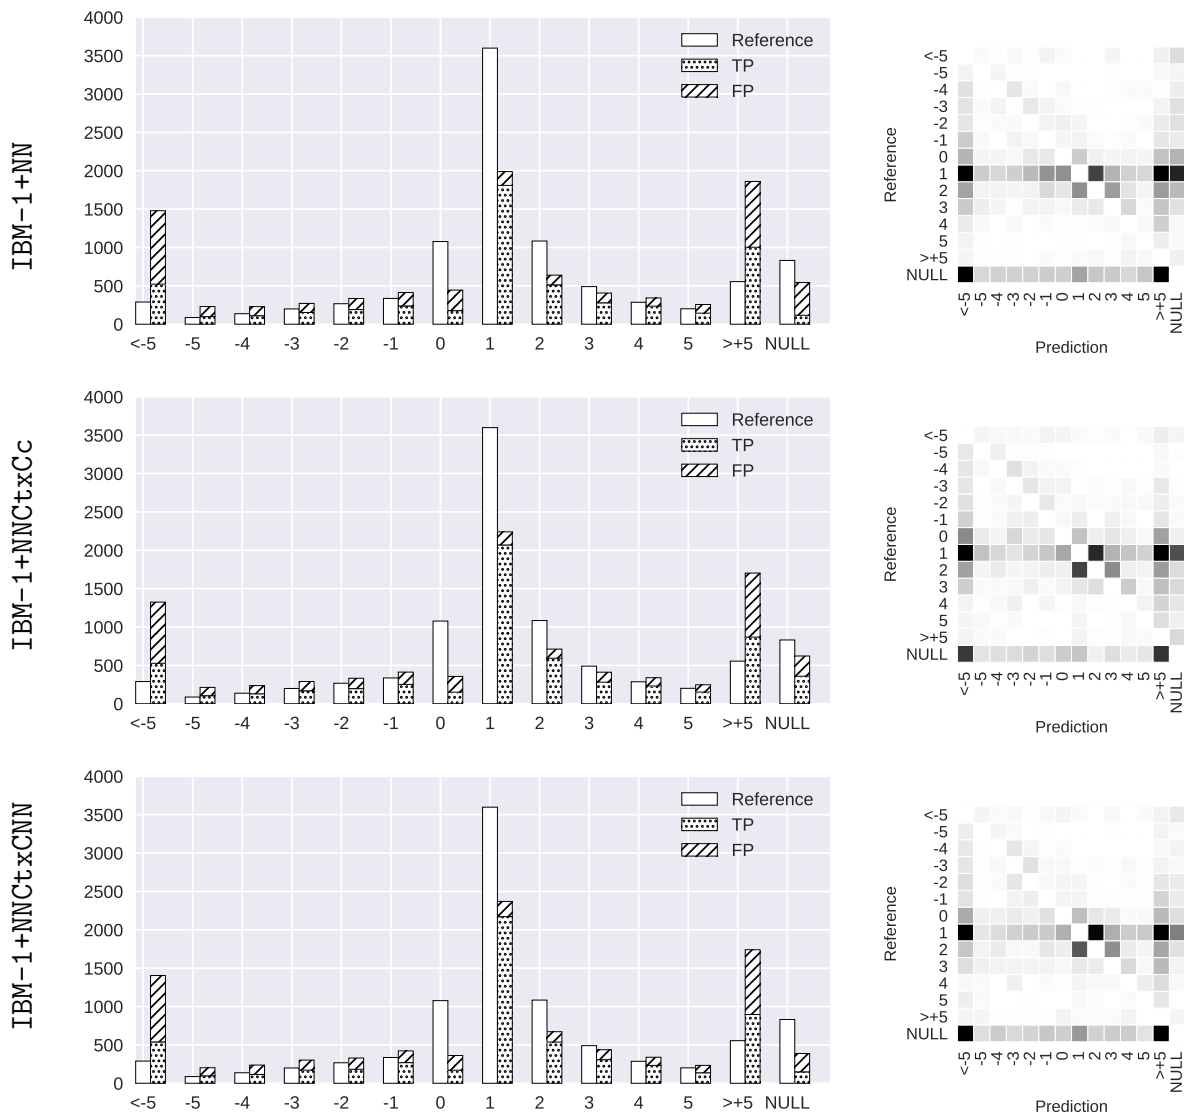 IBM-1+NN
4000
3500
3000
2500
2000
1500
1000
500
0
<-5 -5 -4 -3 -2 -1 0 1 2 3 4 5 >+5 NULL
Reference
TP
FP
Reference
<-5
-5
-4
-3
-2
-1
0
1
2
3
4
5
>+5
NULL
<-5 -5 -4 -3 -2 -1 0 1 2 3 4 5 >+5 NULL
Prediction
IBM-1+NNCtxCc
4000
3500
3000
2500
2000
1500
1000
500
0
<-5 -5 -4 -3 -2 -1 0 1 2 3 4 5 >+5 NULL
Reference
TP
FP
Reference
<-5
-5
-4
-3
-2
-1
0
1
2
3
4
5
>+5
NULL
<-5 -5 -4 -3 -2 -1 0 1 2 3 4 5 >+5 NULL
Prediction
IBM-1+NNCtxCNN
4000
3500
3000
2500
2000
1500
1000
500
0
<-5 -5 -4 -3 -2 -1 0 1 2 3 4 5 >+5 NULL
Reference
TP
FP
Reference
<-5
-5
-4
-3
-2
-1
0
1
2
3
4
5
>+5
NULL
<-5 -5 -4 -3 -2 -1 0 1 2 3 4 5 >+5 NULL
Prediction